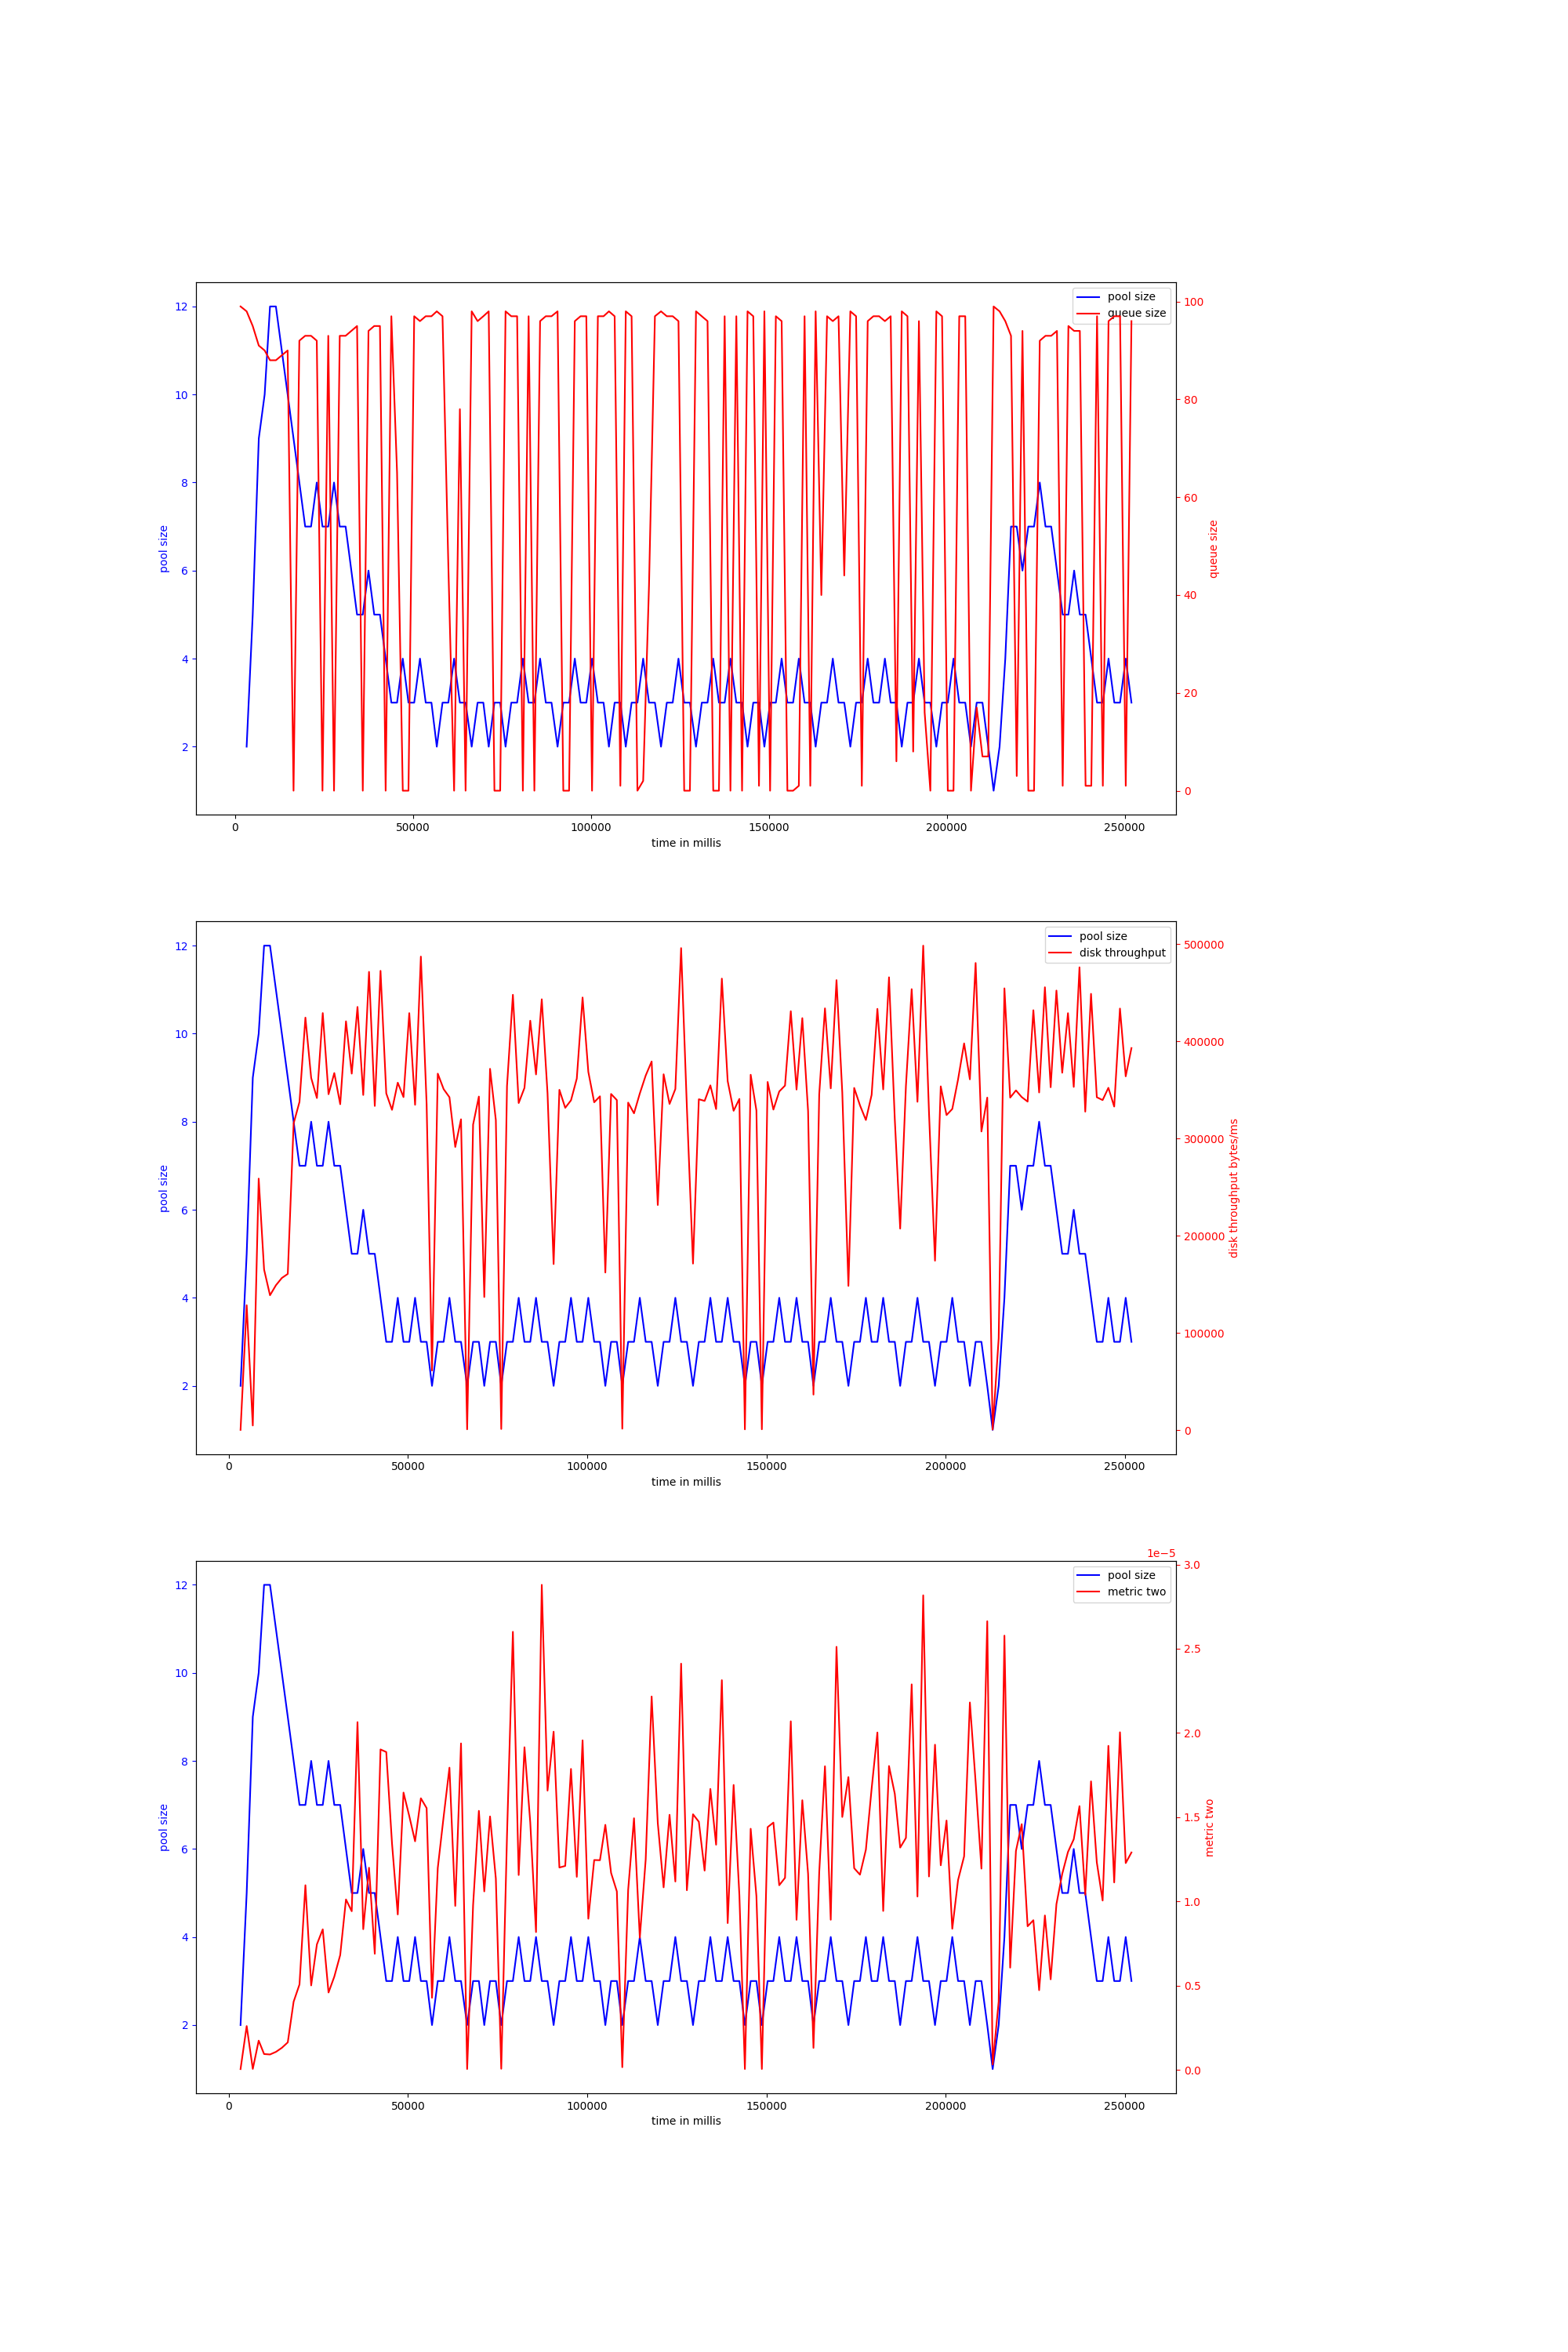 pool size
queue size
12
10
8
6
4
2
pool size
100
80
60
40
20
0
queue size
0 50000 100000 150000 200000 250000
time in millis
pool size
disk throughput
12
10
8
6
4
2
pool size
500000
400000
300000
200000
100000
0
disk throughput bytes/ms
0 50000 100000 150000 200000 250000
time in millis
1e−5
pool size
metric two
12
10
8
6
4
2
pool size
3.0
2.5
2.0
1.5
1.0
0.5
0.0
metric two
0 50000 100000 150000 200000 250000
time in millis